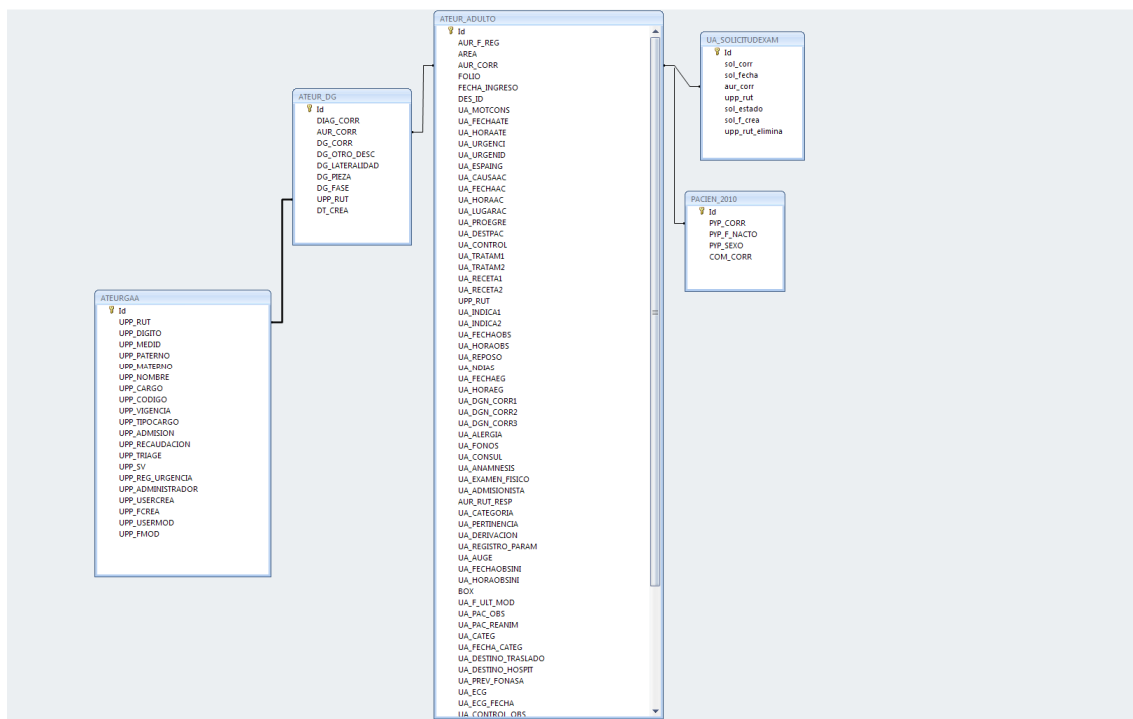 ATEUR_ADULTO
Id
AUR_F_REG
AREA
AUR_CORR
FOLIO
FECHA_INGRESO
DES_ID
UA_MOTCONS
UA_FECHAATE
UA_HORAATE
UA_URGENCI
UA_URGENID
UA_ESPAING
UA_CAUSAAC
UA_FECHAAC
UA_HORAAC
UA_LUGARAC
UA_PROEGRE
UA_DESTPAC
UA_CONTROL
UA_TRATAM1
UA_TRATAM2
UA_RECETA1
UA_RECETA2
UPP_RUT
UA_INDICA1
UA_INDICA2
UA_FECHAOBS
UA_HORAOBS
UA_REPOSO
UA_NDIAS
UA_FECHAEG
UA_HORAEG
UA_DGN_CORR1
UA_DGN_CORR2
UA_DGN_CORR3
UA_ALERGIA
UA_FONOS
UA_CONSUL
UA_ANAMNESIS
UA_EXAMEN_FISICO
UA_ADMISIONISTA
AUR_RUT_RESP
UA_CATEGORIA
UA_PERTINENCIA
UA_DERIVACION
UA_REGISTRO_PARAM
UA_AUGE
UA_FECHAOBSINI
UA_HORAOBSINI
BOX
UA_F_ULT_MOD
UA_PAC_OBS
UA_PAC_REANIM
UA_CATEG
UA_FECHA_CATEG
UA_DESTINO_TRASLADO
UA_DESTINO_HOSPIT
UA_PREV_FONASA
UA_ECG
UA_ECG_FECHA
UA_CONTROL_OBS
UA_SOLICITUDEXAM
Id
sol_corr
sol_fecha
aur_corr
upp_rut
sol_estado
sol_f_crea
upp_rut_elimina
ATEUR_DG
Id
DIAG_CORR
AUR_CORR
DG_CORR
DG_OTRO_DESC
DG_LATERALIDAD
DG_PIEZA
DG_FASE
UPP_RUT
DT_CREA
PACIEN_2010
Id
PYP_CORR
PYP_F_NACTO
PYP_SEXO
COM_CORR
ATEURGAA
Id
UPP_RUT
UPP_DIGITO
UPP_MEDID
UPP_PATERNO
UPP_MATERNO
UPP_NOMBRE
UPP_CARGO
UPP_CODIGO
UPP_VIGENCIA
UPP_TIPOCARGO
UPP_ADMISION
UPP_RECAUDACION
UPP_TRIAGE
UPP_SV
UPP_REG_URGENCIA
UPP_ADMINISTRADOR
UPP_USERCREA
UPP_FCREA
UPP_USERMOD
UPP_FMOD